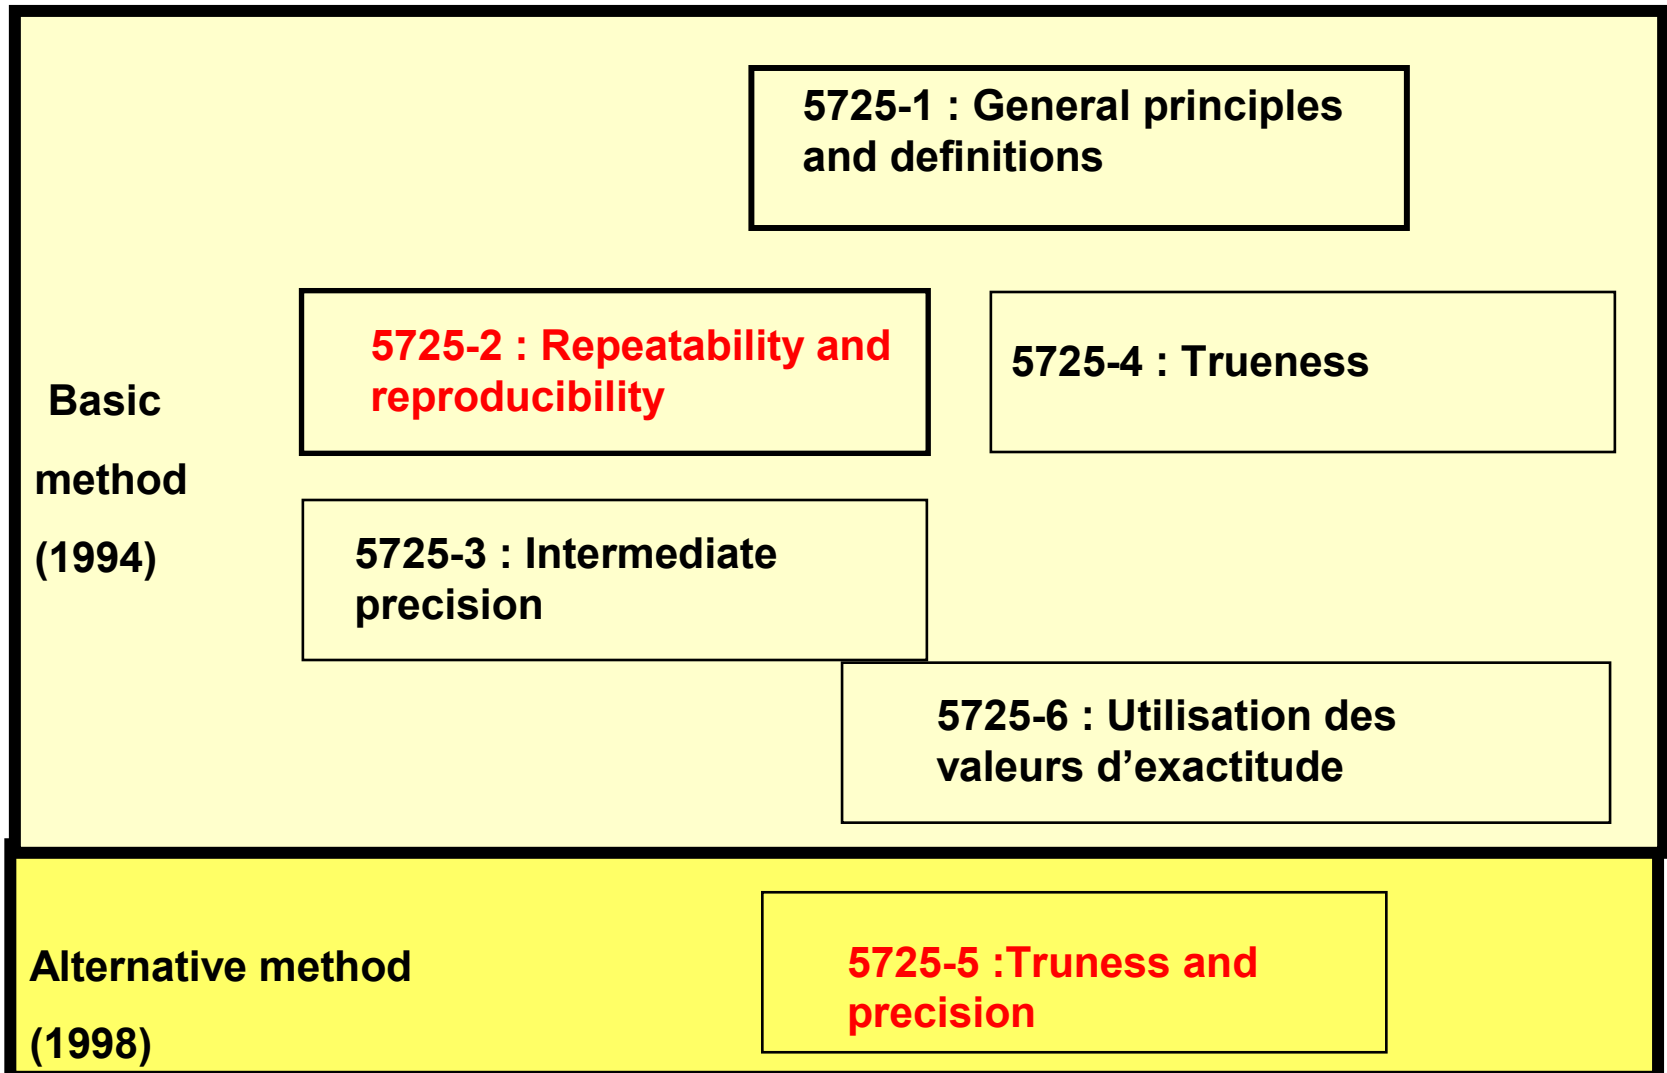 5725-1 : General principles
and definitions
5725-2 : Repeatability and
reproducibility
5725-4 : Trueness
Basic
method
(1994)
5725-3 : Intermediate
precision
5725-6 : Utilisation des
valeurs d’exactitude
Alternative method
(1998)
5725-5 :Truness and
precision